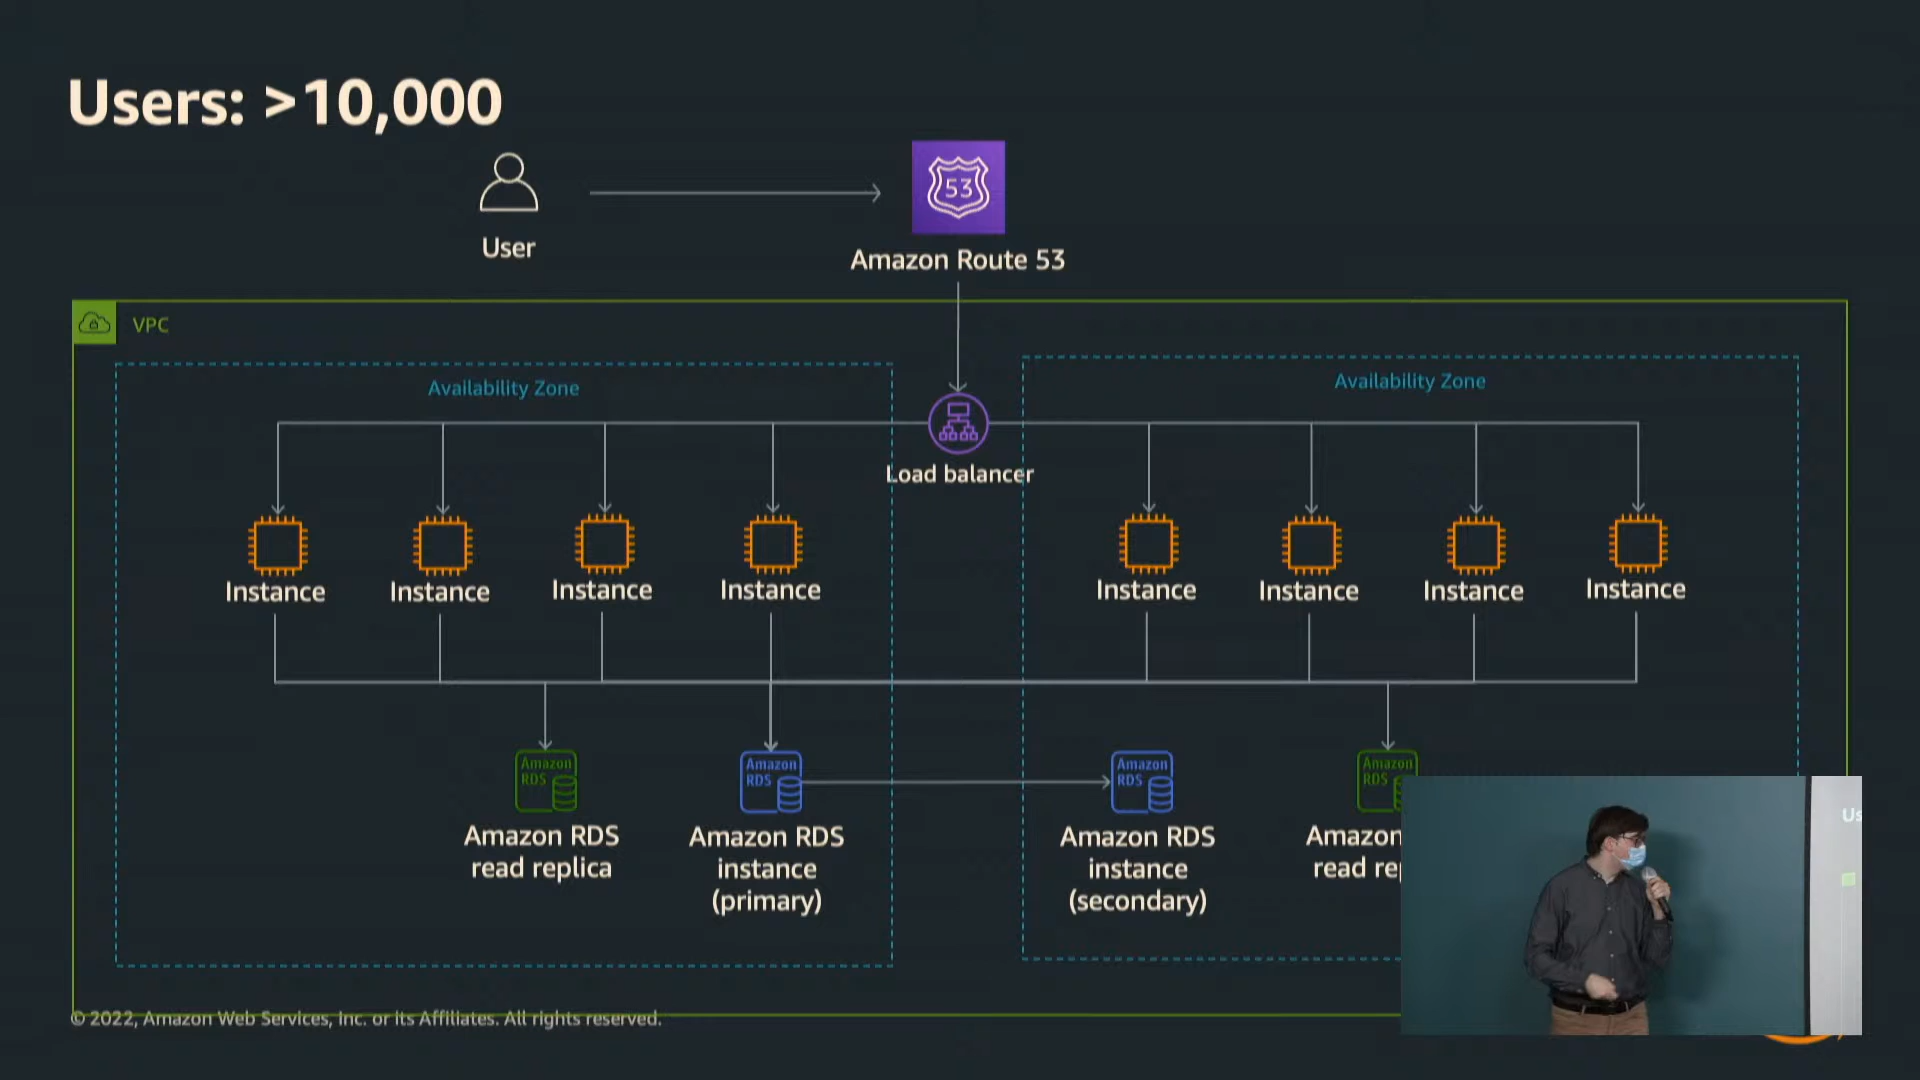 Users: >10,000
53
User
Amazon Route 53
VPC
Availability Zone
Availability Zone
Load balancer
Instance
Instance
Instance
Instance
Instance
Instance
Instance
Instance
Amazon
RDS
Amazon
RDS
Amazon
RDS
Amazon
RDS
Amazon RDS
read replica
Amazon RDS
instance
(primary)
Amazon RDS
instance
(secondary)
Amazon
read
© 2022, Amazon Web Services, Inc. or its Affiliates. All rights reserved.